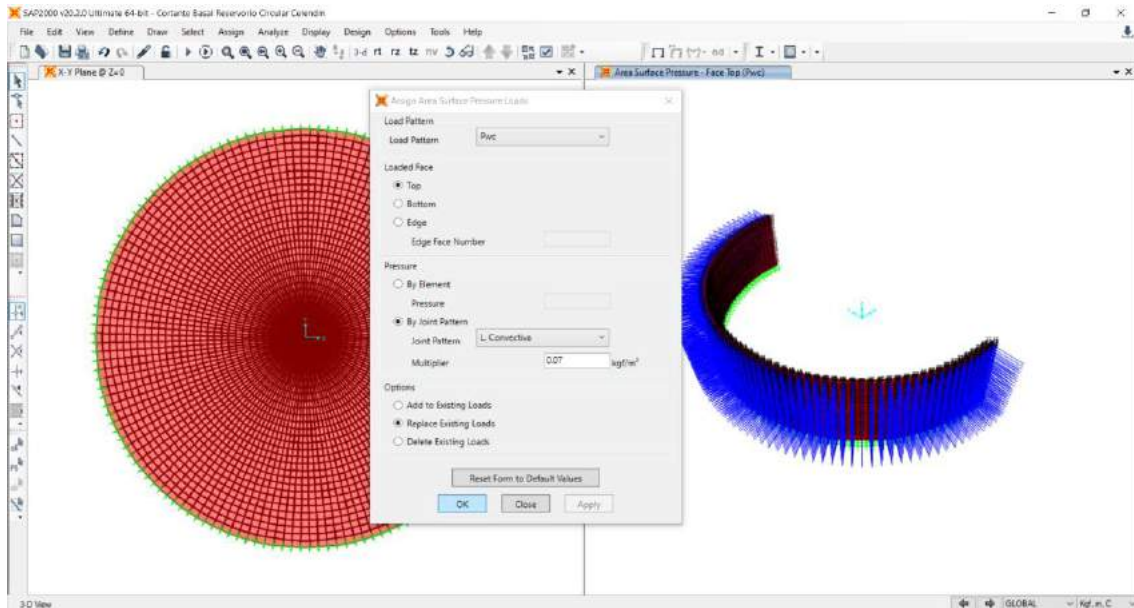 SAP2000 v20.2.0 Ultimate 64-bit - Cortante Basal Reservorio Circular Celendin
File Edit View Define Draw Select Assign Analyze Display Design Options Tools Help
3-d
nv
X-Y Plane @ Z=0
Area Surface Pressure - Face Top (Pwc)
Assign Area Surface Pressure Loads
Load Pattern
Load Pattern Pwc
Loaded Face
Top
Bottom
Edge
Edge Face Number
Pressure
By Element
Pressure
By Joint Pattern
Joint Pattern L. Convectiva
Multiplier 0.07 kgf/m²
Options
Add to Existing Loads
Replace Existing Loads
Delete Existing Loads
Reset Form to Default Values
OK Close Apply
3-D View
GLOBAL Kgf, m, C